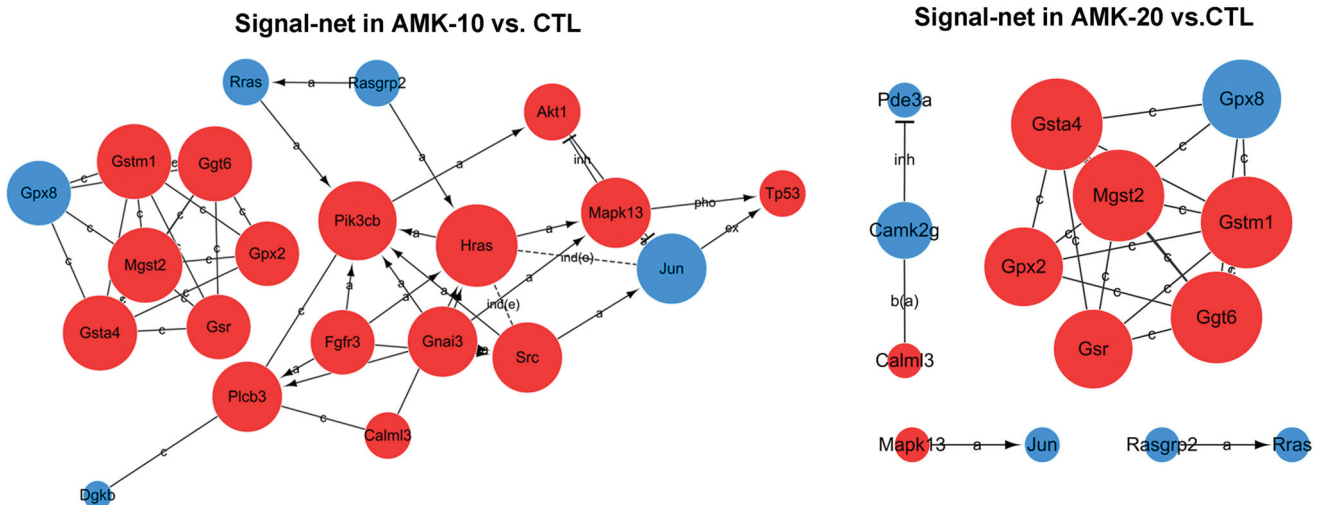 Signal-net in AMK-10 vs. CTL
Signal-net in AMK-20 vs.CTL
Rras
a
Rasgrp2
a
a
Akt1
a
inh
Gstm1
Ggt6
e
c
Gpx8
c
c
c
c
c
Mgst2
c
c
Gpx2
c
c
c
Gsta4
c
Gsr
Pik3cb
a
Hras
a
Mapk13
pho
Tp53
ex
Jun
ind(e)
a
a
a
a
a
ind(e)
Fgfr3
Gnai3
Src
a
c
a
Plcb3
c
Calml3
c
Dgkb
Pde3a
inh
Camk2g
b(a)
Calml3
Gsta4
c
Gpx8
c
c
Mgst2
c
c
Gstm1
c
c
c
Gpx2
c
c
c
e
Ggt6
c
Gsr
c
Mapk13
a
Jun
Rasgrp2
a
Rras